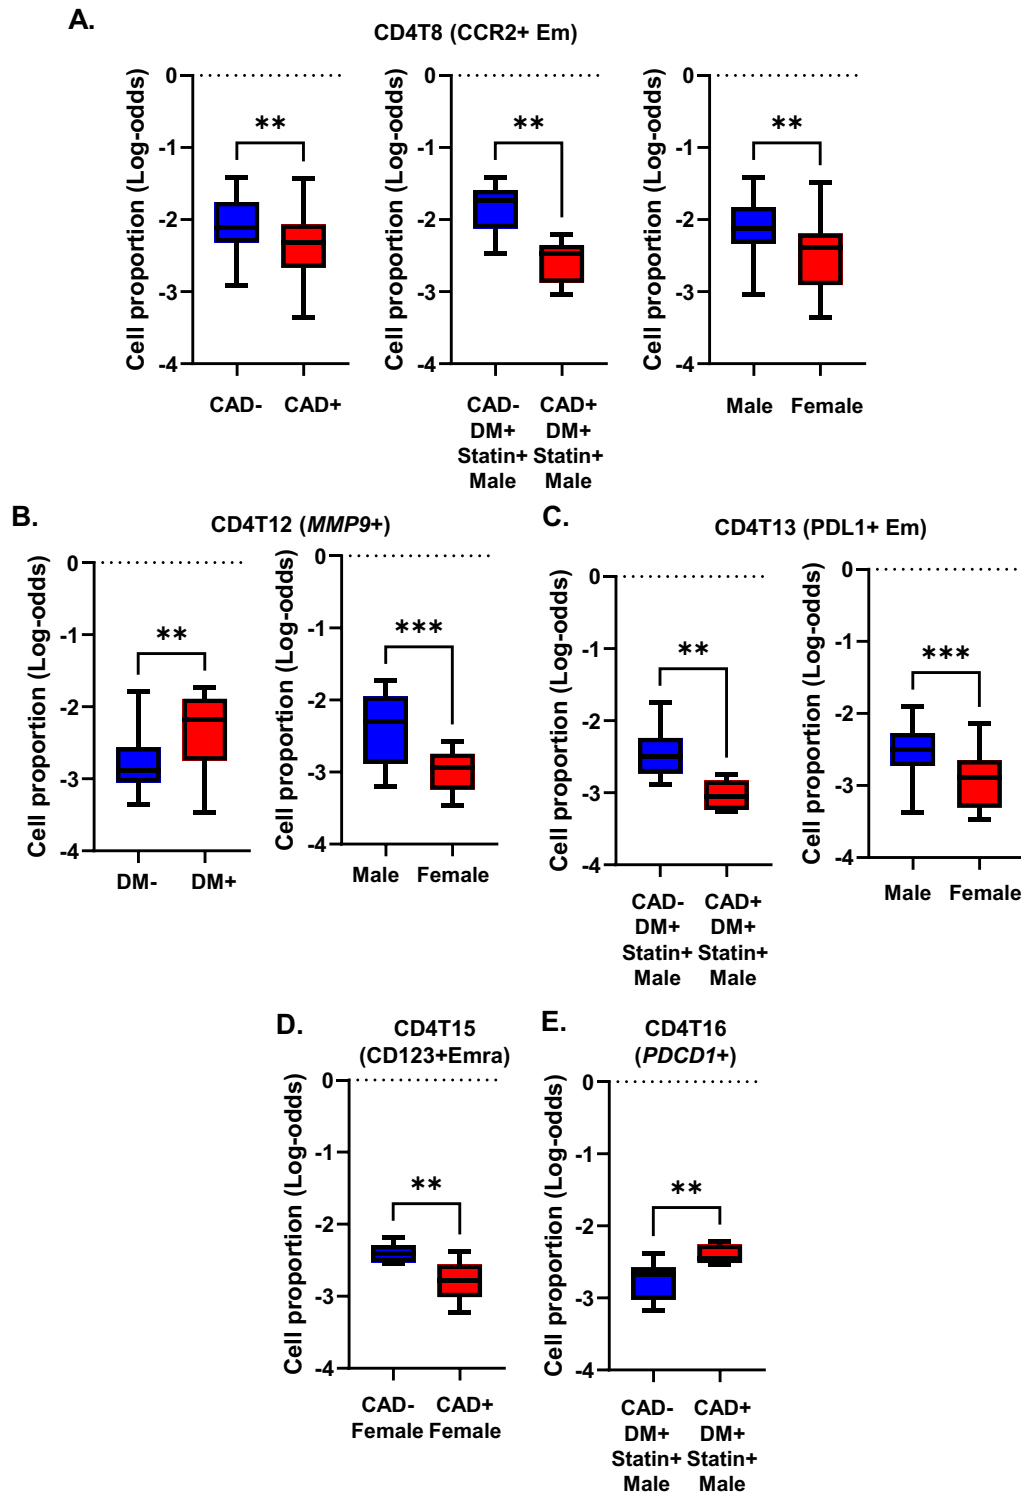 A.
CD4T8 (CCR2+ Em)
Cell proportion (Log-odds)
0
-1
-2
-3
-4
**
CAD- CAD+
Cell proportion (Log-odds)
0
-1
-2
-3
-4
**
CAD- CAD+
DM+ DM+
Statin+ Statin+
Male Male
Cell proportion (Log-odds)
0
-1
-2
-3
-4
**
Male Female
B.
CD4T12 (MMP9+)
Cell proportion (Log-odds)
0
-1
-2
-3
-4
**
DM- DM+
Cell proportion (Log-odds)
0
-1
-2
-3
-4
***
Male Female
C.
CD4T13 (PDL1+ Em)
Cell proportion (Log-odds)
0
-1
-2
-3
-4
**
CAD- CAD+
DM+ DM+
Statin+ Statin+
Male Male
Cell proportion (Log-odds)
0
-1
-2
-3
-4
***
Male Female
D.
CD4T15
(CD123+Emra)
Cell proportion (Log-odds)
0
-1
-2
-3
-4
**
CAD- CAD+
Female Female
E.
CD4T16
(PDCD1+)
Cell proportion (Log-odds)
0
-1
-2
-3
-4
**
CAD- CAD+
DM+ DM+
Statin+ Statin+
Male Male